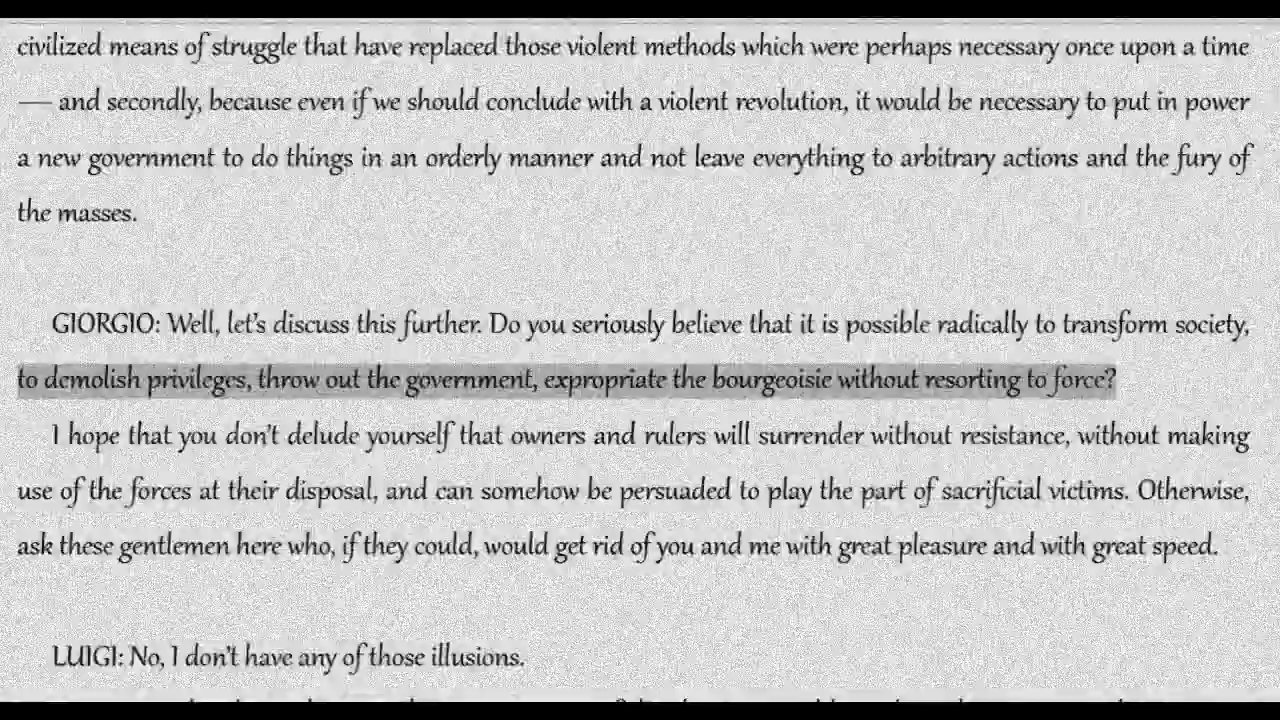 civilized means of struggle that have replaced those violent methods which were perhaps necessary once upon a time
— and secondly, because even if we should conclude with a violent revolution, it would be necessary to put in power
a new government to do things in an orderly manner and not leave everything to arbitrary actions and the fury of
the masses.
GIORGIO: Well, let's discuss this further. Do you seriously believe that it is possible radically to transform society,
to demolish privileges, throw out the government, expropriate the bourgeoisie without resorting to force?
I hope that you don't delude yourself that owners and rulers will surrender without resistance, without making
use of the forces at their disposal, and can somehow be persuaded to play the part of sacrificial victims. Otherwise,
ask these gentlemen here who, if they could, would get rid of you and me with great pleasure and with great speed.
LUIGI: No, I don't have any of those illusions.